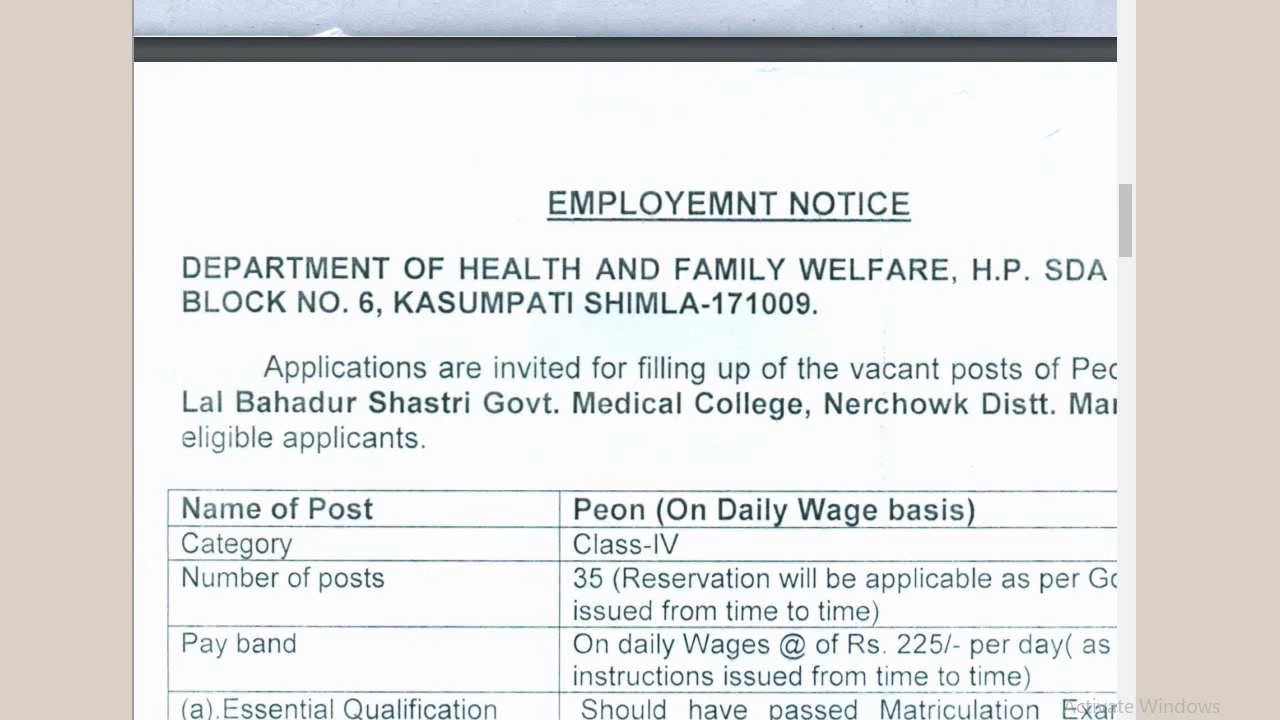 EMPLOYEMNT NOTICE
DEPARTMENT OF HEALTH AND FAMILY WELFARE, H.P. SDA
BLOCK NO. 6, KASUMPATI SHIMLA-171009.
Applications are invited for filling up of the vacant posts of
Lal Bahadur Shastri Govt. Medical College, Nerchowk Distt.
eligible applicants.
Name of Post Peon (On Daily Wage basis)
Category Class-IV
Number of posts 35 (Reservation will be applicable as per
issued from time to time)
Pay band On daily Wages @ of Rs. 225/- per day( as
instructions issued from time to time)
(a).Essential Qualification Should have passed Matriculation
Activate Windows